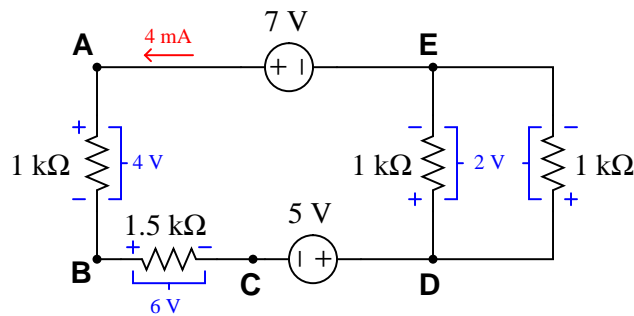 7 V
4 mA
A
E
+ −
+ − − −
1 kΩ 4 V 1 kΩ 2 V 1 kΩ
− + +
1.5 kΩ 5 V
+ − − +
B C D
6 V